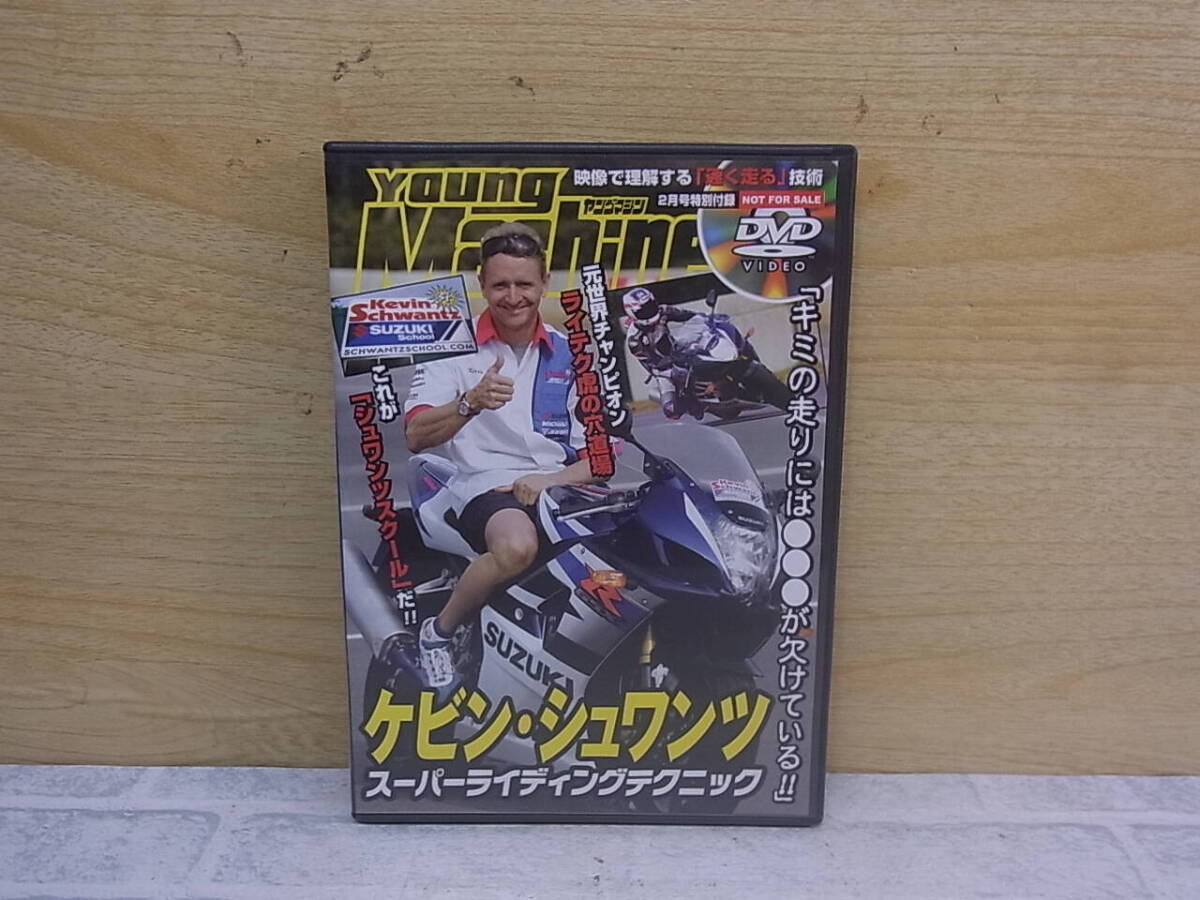 映像で理解する『速く走る』技術
Young
Machine
ヤングマシン
2月号特別付録
NOT FOR SALE
DVD
VIDEO
Kevin
Schwantz
SUZUKI
School
SCHWANTZSCHOOL.COM
元世界チャンピオン
ライテク虎の穴道場
これが
「シュワンツスクール」だ!!
「キミの走りには●●●が欠けている!!」
Kevin
Schwantz
SUZUKI
R
SUZUKI
ケビン・シュワンツ
スーパーライディングテクニック